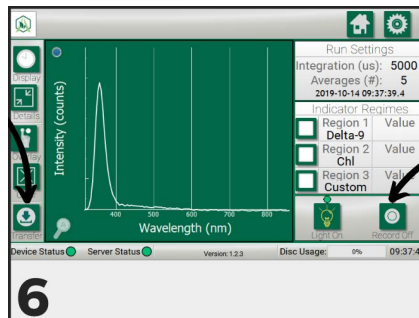 Display
Details
Transfer
Intensity (counts)
400 500 600 700 800
Wavelength (nm)
Run Settings
Integration (us): 5000
Averages (#): 5
2019-10-14 09:37:39.4
Indicator Regimes
Region 1 Value
Delta-9
Region 2 Value
Chl
Region 3
Custom
Light On
Record Off
Device Status
Server Status
Version: 1.2.3
Disc Usage: 0%
09:37:4
6